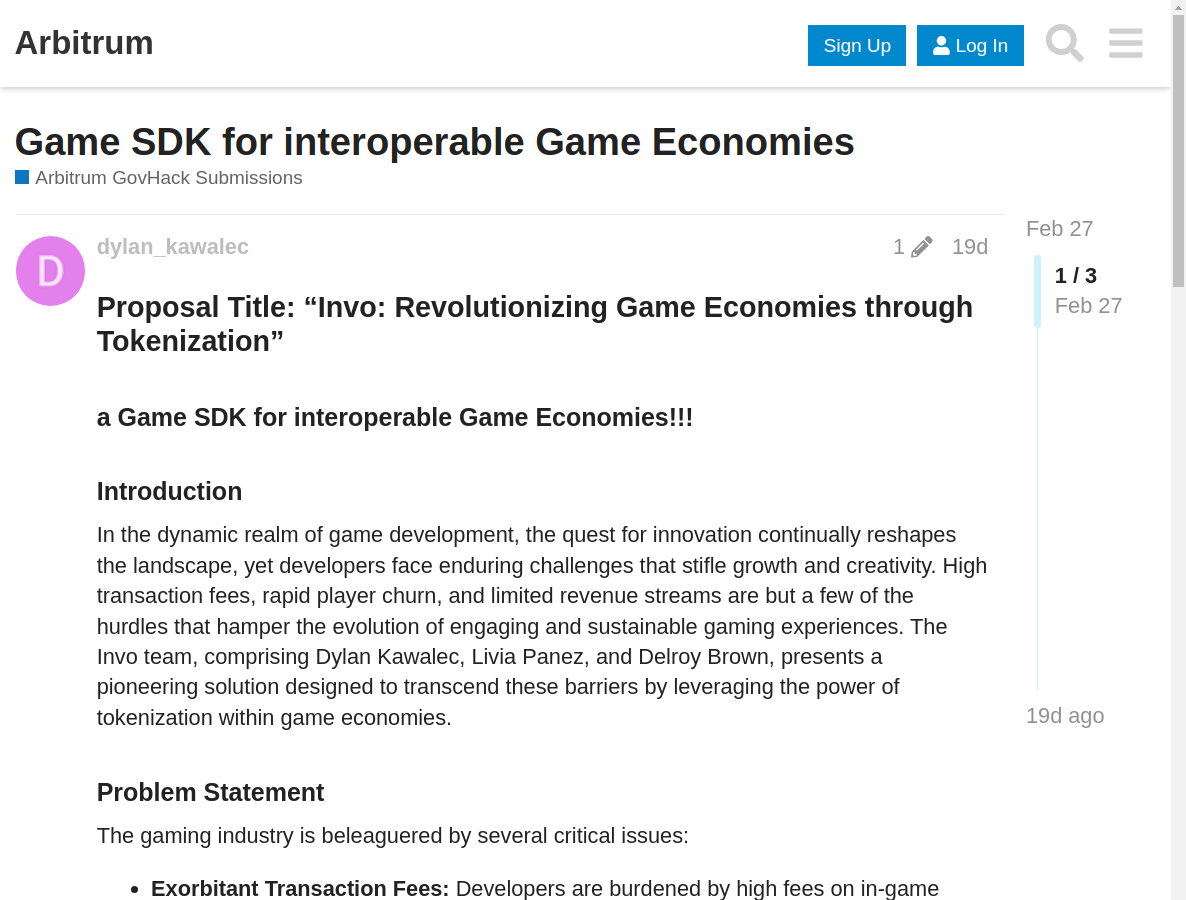 Arbitrum
Sign Up
Log In
Game SDK for interoperable Game Economies
Arbitrum GovHack Submissions
D
dylan_kawalec
1
19d
Proposal Title: “Invo: Revolutionizing Game Economies through
Tokenization”
a Game SDK for interoperable Game Economies!!!
Introduction
In the dynamic realm of game development, the quest for innovation continually reshapes
the landscape, yet developers face enduring challenges that stifle growth and creativity. High
transaction fees, rapid player churn, and limited revenue streams are but a few of the
hurdles that hamper the evolution of engaging and sustainable gaming experiences. The
Invo team, comprising Dylan Kawalec, Livia Panez, and Delroy Brown, presents a
pioneering solution designed to transcend these barriers by leveraging the power of
tokenization within game economies.
Problem Statement
The gaming industry is beleaguered by several critical issues:
Exorbitant Transaction Fees: Developers are burdened by high fees on in-game
Feb 27
1 / 3
Feb 27
19d ago